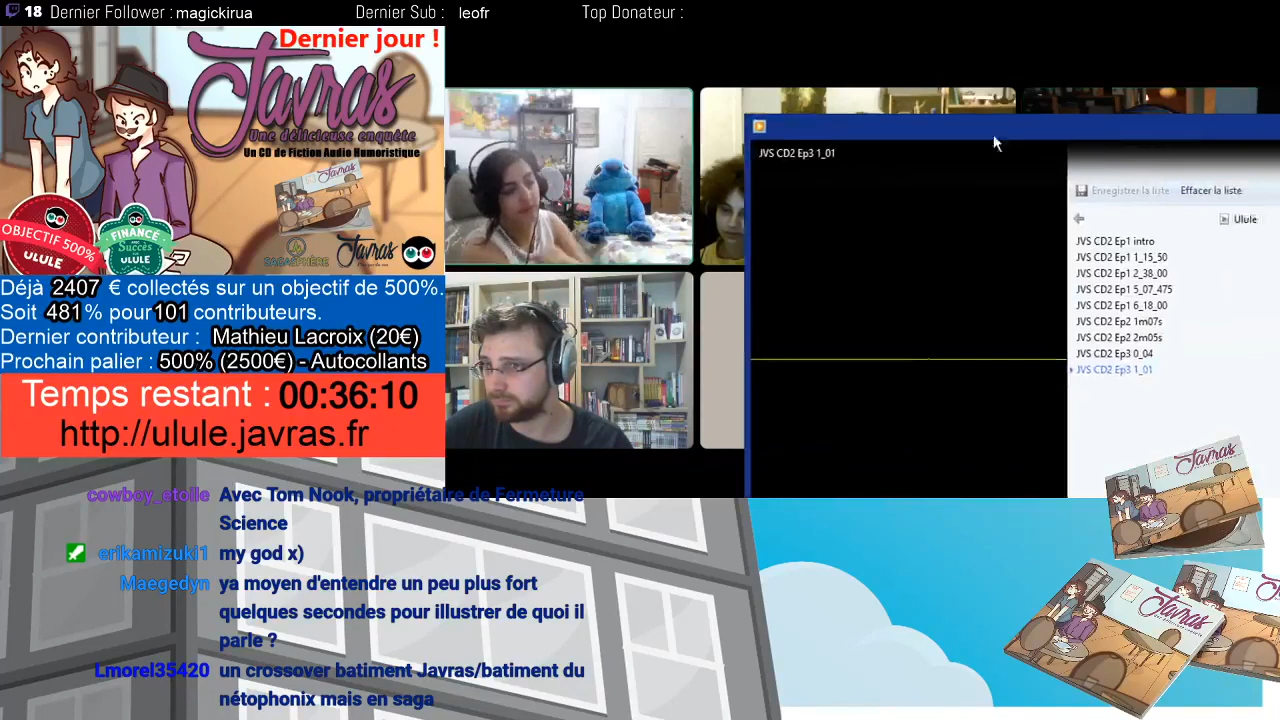 18 Dernier Follower : magickirua Dernier Sub : leofr Top Donateur :
Dernier jour !
Javras
Une délicieuse enquête
Un CD de Fiction Audio Humoristique
OBJECTIF 500%
ULULE
FINANCÉ
AVEC
Succès
SUR
ULULE
SAGASPHÈRE
Javras
Déjà 2407 € collectés sur un objectif de 500%.
Soit 481% pour 101 contributeurs.
Dernier contributeur : Mathieu Lacroix (20€)
Prochain palier : 500% (2500€) - Autocollants
Temps restant : 00:36:10
http://ulule.javras.fr
JVS CD2 Ep3 1_01
Enregistrer la liste Effacer la liste
Ulule
JVS CD2 Ep1 intro
JVS CD2 Ep1 1_15_50
JVS CD2 Ep1 2_38_00
JVS CD2 Ep1 5_07_475
JVS CD2 Ep1 6_18_00
JVS CD2 Ep2 1m07s
JVS CD2 Ep2 2m05s
JVS CD2 Ep3 0_04
JVS CD2 Ep3 1_01
cowboy_etoile Avec Tom Nook, propriétaire de Fermeture
Science
erikamizuki1 my god x)
Maegedyn ya moyen d'entendre un peu plus fort
quelques secondes pour illustrer de quoi il
parle ?
Lmorel35420 un crossover batiment Javras/batiment du
nétophonix mais en saga
Javras
Javras
Javras